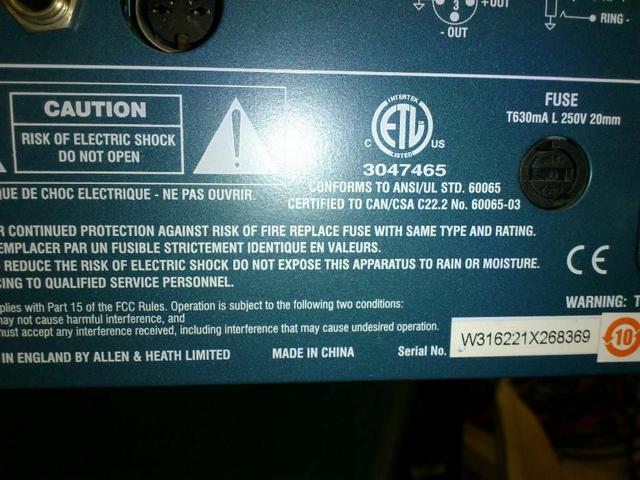 +OUT
3
- OUT
RING -
CAUTION
RISK OF ELECTRIC SHOCK
DO NOT OPEN
INTERTEK
ETL
C US
LISTED
3047465
CONFORMS TO ANSI/UL STD. 60065
CERTIFIED TO CAN/CSA C22.2 No. 60065-03
FUSE
T630mA L 250V 20mm
QUE DE CHOC ELECTRIQUE - NE PAS OUVRIR.
R CONTINUED PROTECTION AGAINST RISK OF FIRE REPLACE FUSE WITH SAME TYPE AND RATING.
EMPLACER PAR UN FUSIBLE STRICTEMENT IDENTIQUE EN VALEURS.
REDUCE THE RISK OF ELECTRIC SHOCK DO NOT EXPOSE THIS APPARATUS TO RAIN OR MOISTURE.
CING TO QUALIFIED SERVICE PERSONNEL.
CE
WARNING: T
mplies with Part 15 of the FCC Rules. Operation is subject to the following two conditions:
may not cause harmful interference, and
must accept any interference received, including interference that may cause undesired operation.
IN ENGLAND BY ALLEN & HEATH LIMITED MADE IN CHINA Serial No. W316221X268369
10